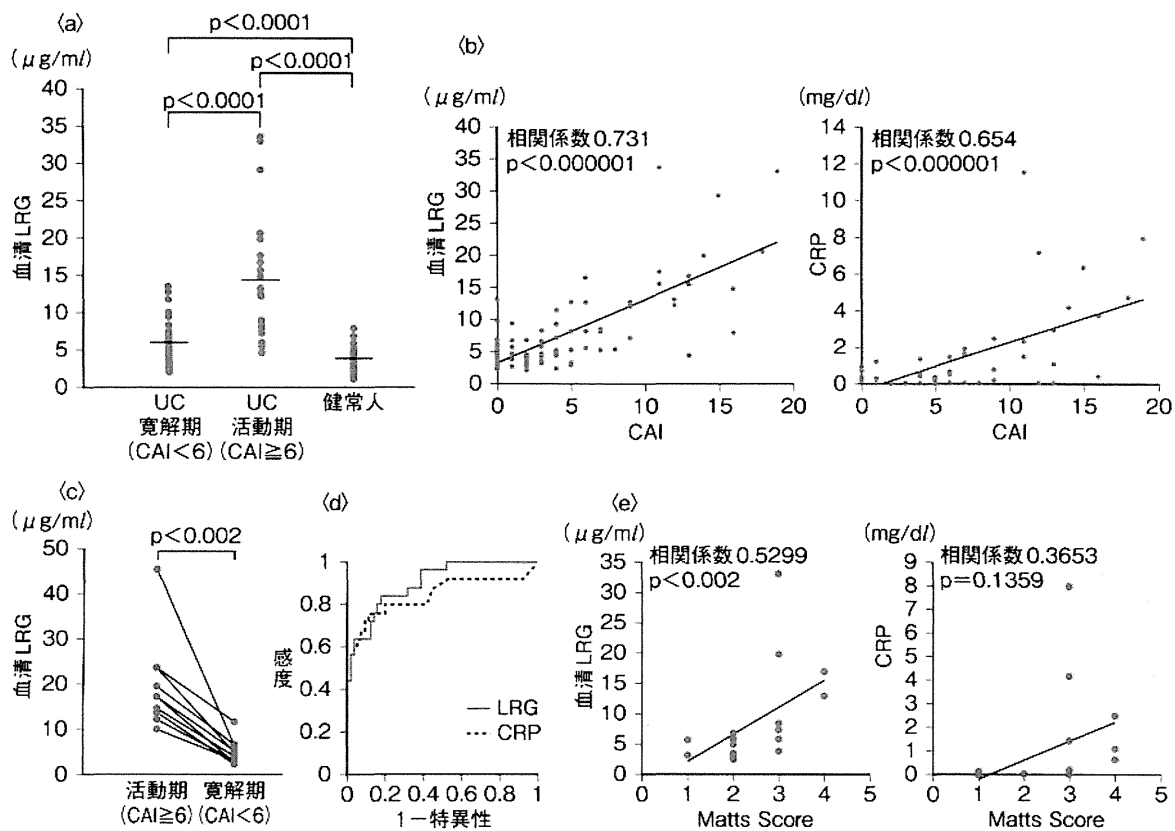 〈a〉
p<0.0001
(μg/ml)
p<0.0001
p<0.0001
40
35
30
25
20
15
10
5
0
血清LRG
UC
寛解期
(CAI<6)
UC
活動期
(CAI≧6)
健常人
〈b〉
(μg/ml)
相関係数0.731
p<0.000001
40
35
30
25
20
15
10
5
0
血清LRG
0 5 10 15 20
CAI
(mg/dl)
相関係数0.654
p<0.000001
14
12
10
8
6
4
2
0
CRP
0 5 10 15 20
CAI
〈c〉
(μg/ml)
p<0.002
50
40
30
20
10
0
血清LRG
活動期
(CAI≧6)
寛解期
(CAI<6)
〈d〉
1
0.8
0.6
0.4
0.2
0
感度
LRG
CRP
0 0.2 0.4 0.6 0.8 1
1−特異性
〈e〉
(μg/ml)
相関係数0.5299
p<0.002
35
30
25
20
15
10
5
0
血清LRG
0 1 2 3 4 5
Matts Score
(mg/dl)
相関係数0.3653
p=0.1359
9
8
7
6
5
4
3
2
1
0
CRP
0 1 2 3 4 5
Matts Score